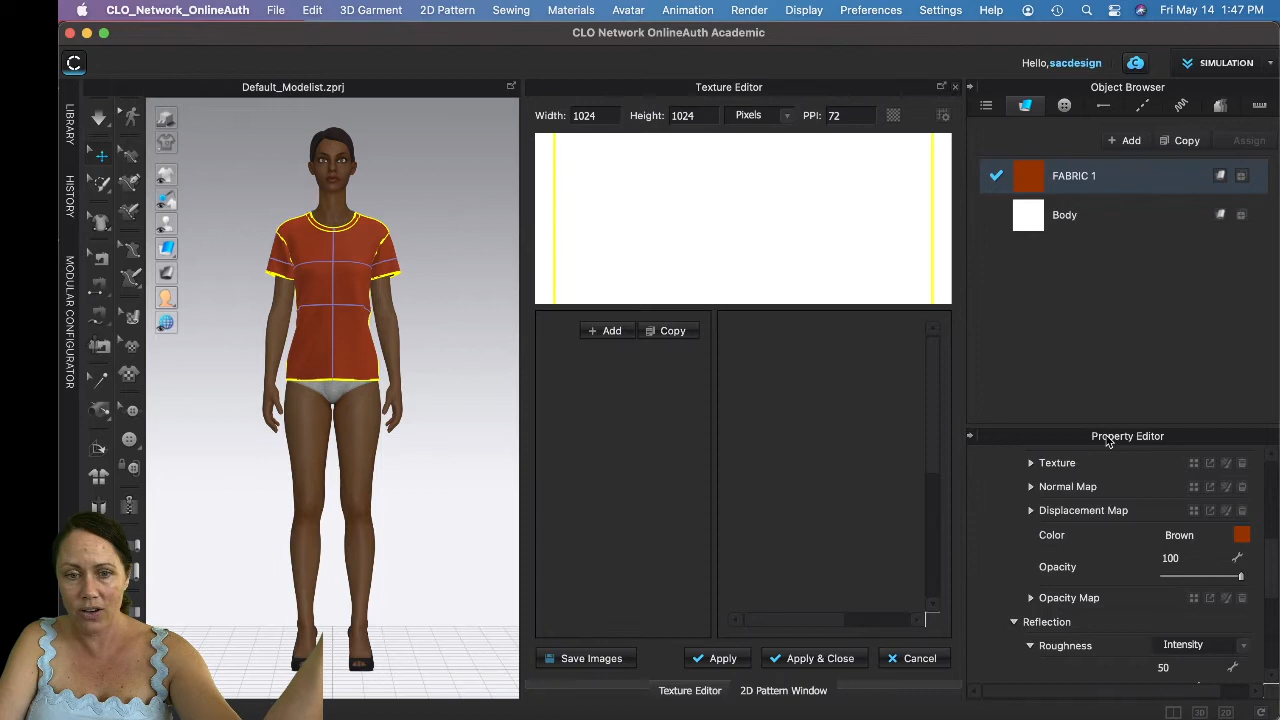 CLO_Network_OnlineAuth File Edit 3D Garment 2D Pattern Sewing Materials Avatar Animation Render Display Preferences Settings Help Fri May 14 1:47 PM
CLO Network OnlineAuth Academic
Hello, sacdesign SIMULATION
Default_Modelist.zprj Texture Editor Object Browser
LIBRARY
HISTORY
MODULAR CONFIGURATOR
Width: 1024 Height: 1024 Pixels PPI: 72
+ Add Copy Assign
FABRIC 1
Body
+ Add Copy
Property Editor
Texture
Normal Map
Displacement Map
Color Brown
Opacity 100
Opacity Map
Reflection
Roughness Intensity
50
Save Images Apply Apply & Close Cancel
Texture Editor 2D Pattern Window
3D 2D